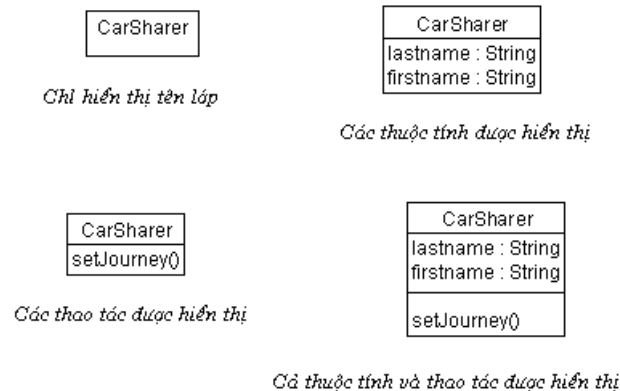 CarSharer
Chỉ hiển thị tên lớp
CarSharer
lastname : String
firstname : String
Các thuộc tính được hiển thị
CarSharer
setJourney()
Các thao tác được hiển thị
CarSharer
lastname : String
firstname : String
setJourney()
Cả thuộc tính và thao tác được hiển thị